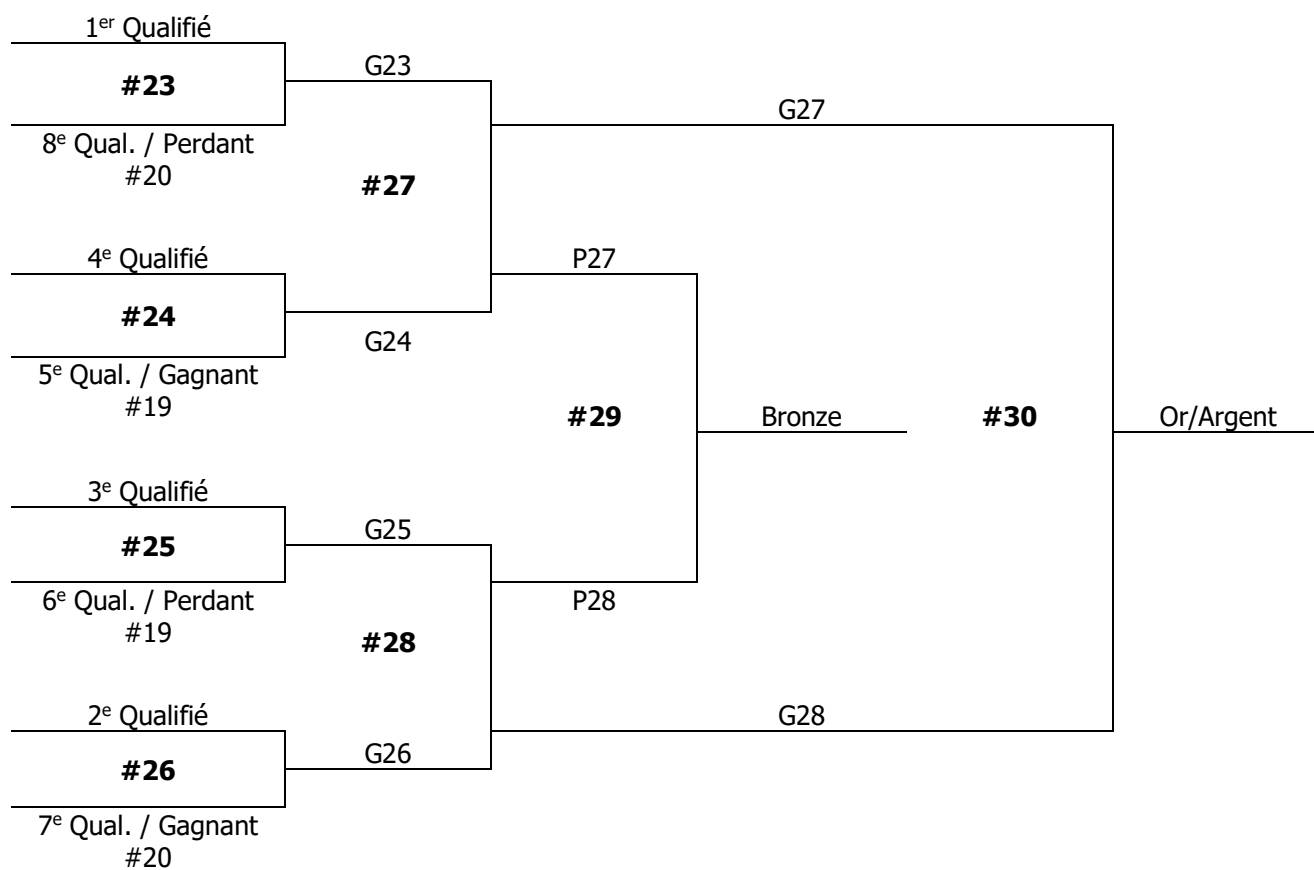 1er Qualifié
#23
8e Qual. / Perdant
#20
G23
#27
4e Qualifié
#24
5e Qual. / Gagnant
#19
G24
G27
P27
#29
Bronze
#30
Or/Argent
3e Qualifié
#25
6e Qual. / Perdant
#19
G25
#28
P28
2e Qualifié
#26
7e Qual. / Gagnant
#20
G26
G28